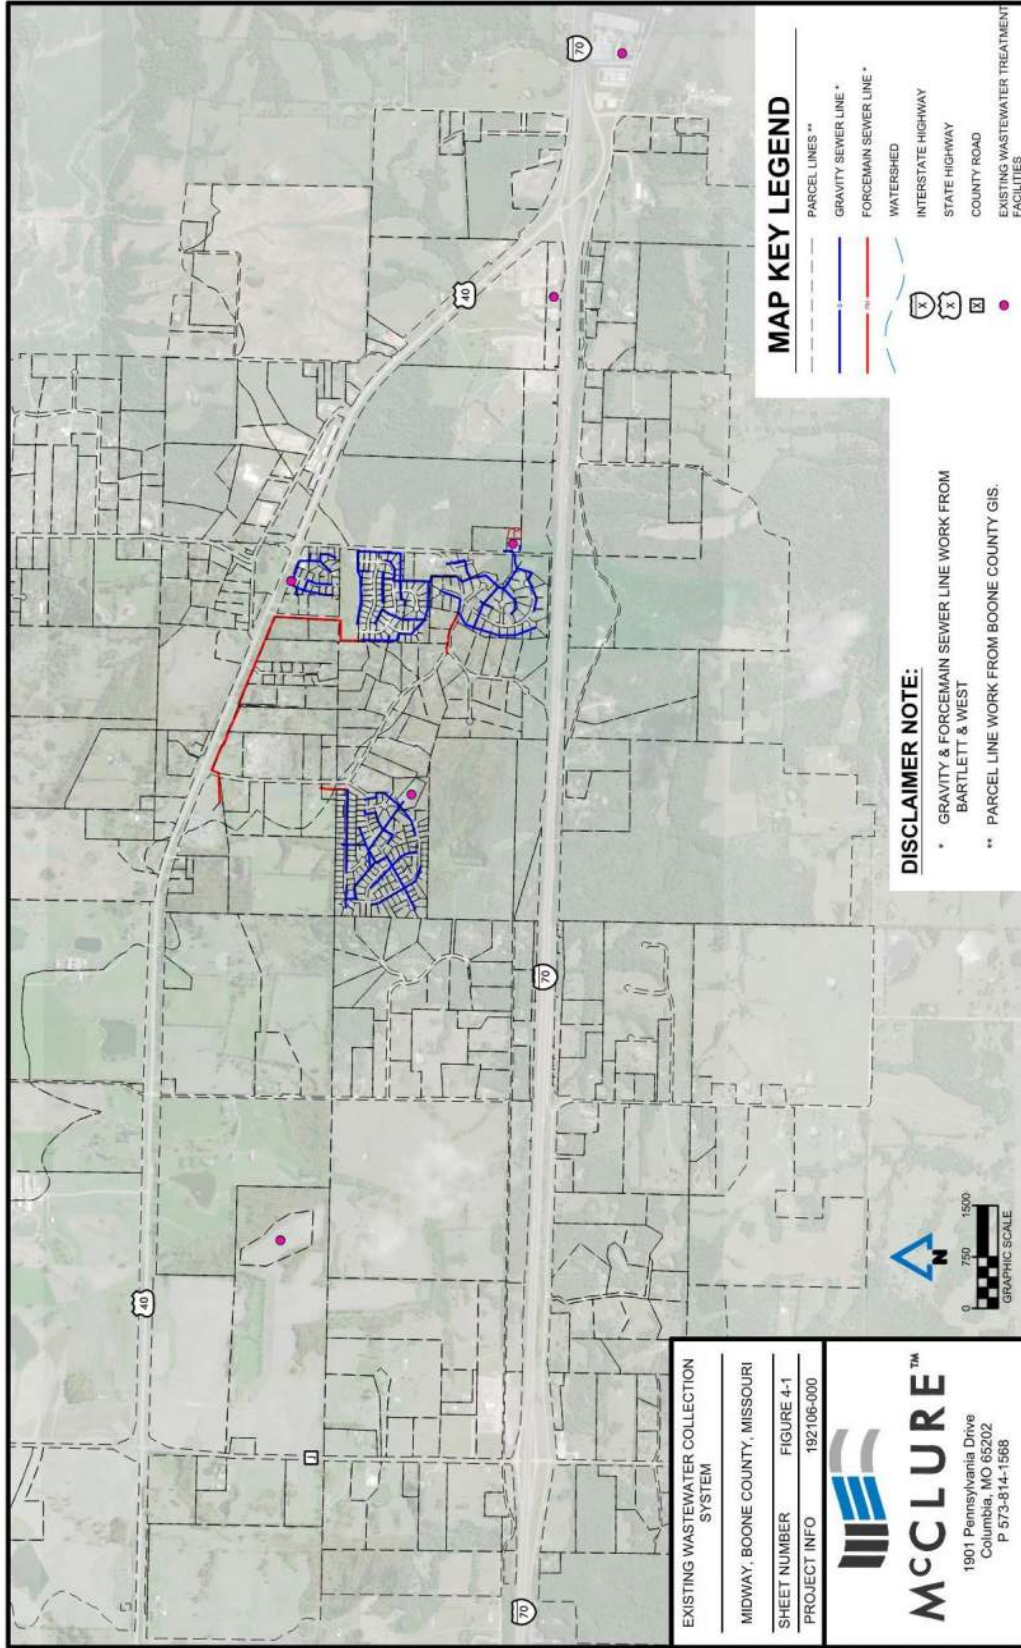 70
40
40
70
70
J
MAP KEY LEGEND
PARCEL LINES **
GRAVITY SEWER LINE *
FORCEMAIN SEWER LINE *
WATERSHED
X
INTERSTATE HIGHWAY
X
STATE HIGHWAY
X
COUNTY ROAD
EXISTING WASTEWATER TREATMENT
FACILITIES
DISCLAIMER NOTE:
* GRAVITY & FORCEMAIN SEWER LINE WORK FROM
BARTLETT & WEST
** PARCEL LINE WORK FROM BOONE COUNTY GIS.
N
0 750 1500
GRAPHIC SCALE
EXISTING WASTEWATER COLLECTION
SYSTEM
MIDWAY, BOONE COUNTY, MISSOURI
SHEET NUMBER FIGURE 4-1
PROJECT INFO 192106-000
MCCLURE™
1901 Pennsylvania Drive
Columbia, MO 65202
P 573-814-1568